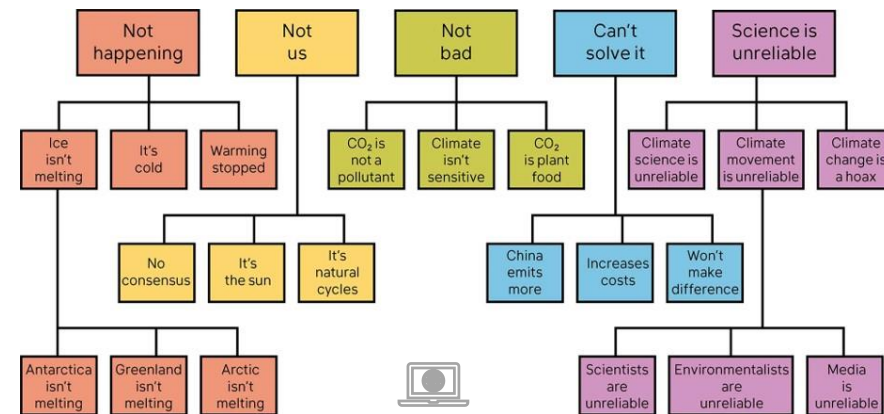 Not
happening
Not
us
Not
bad
Can't
solve it
Science is
unreliable
Ice
isn't
melting
It's
cold
Warming
stopped
CO₂ is
not a
pollutant
Climate
isn't
sensitive
CO₂
is plant
food
Climate
science is
unreliable
Climate
movement
is unreliable
Climate
change is
a hoax
No
consensus
It's
the sun
It's
natural
cycles
China
emits
more
Increases
costs
Won't
make
difference
Antarctica
isn't
melting
Greenland
isn't
melting
Arctic
isn't
melting
Scientists
are
unreliable
Environmentalists
are
unreliable
Media
is
unreliable